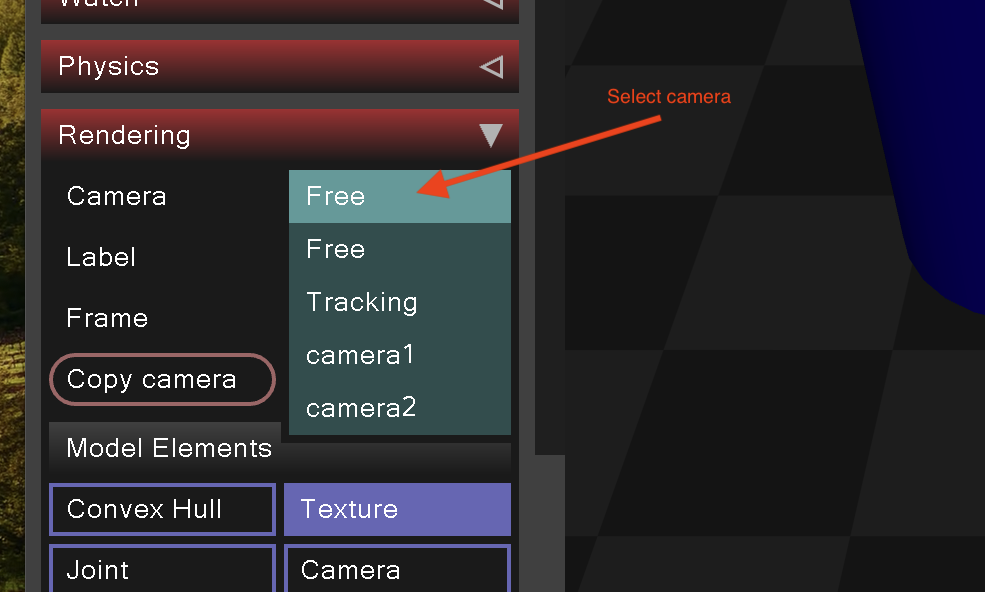 Watch
Physics
Select camera
Rendering
Camera
Free
Label
Free
Frame
Tracking
camera1
Copy camera
camera2
Model Elements
Convex Hull
Texture
Joint
Camera